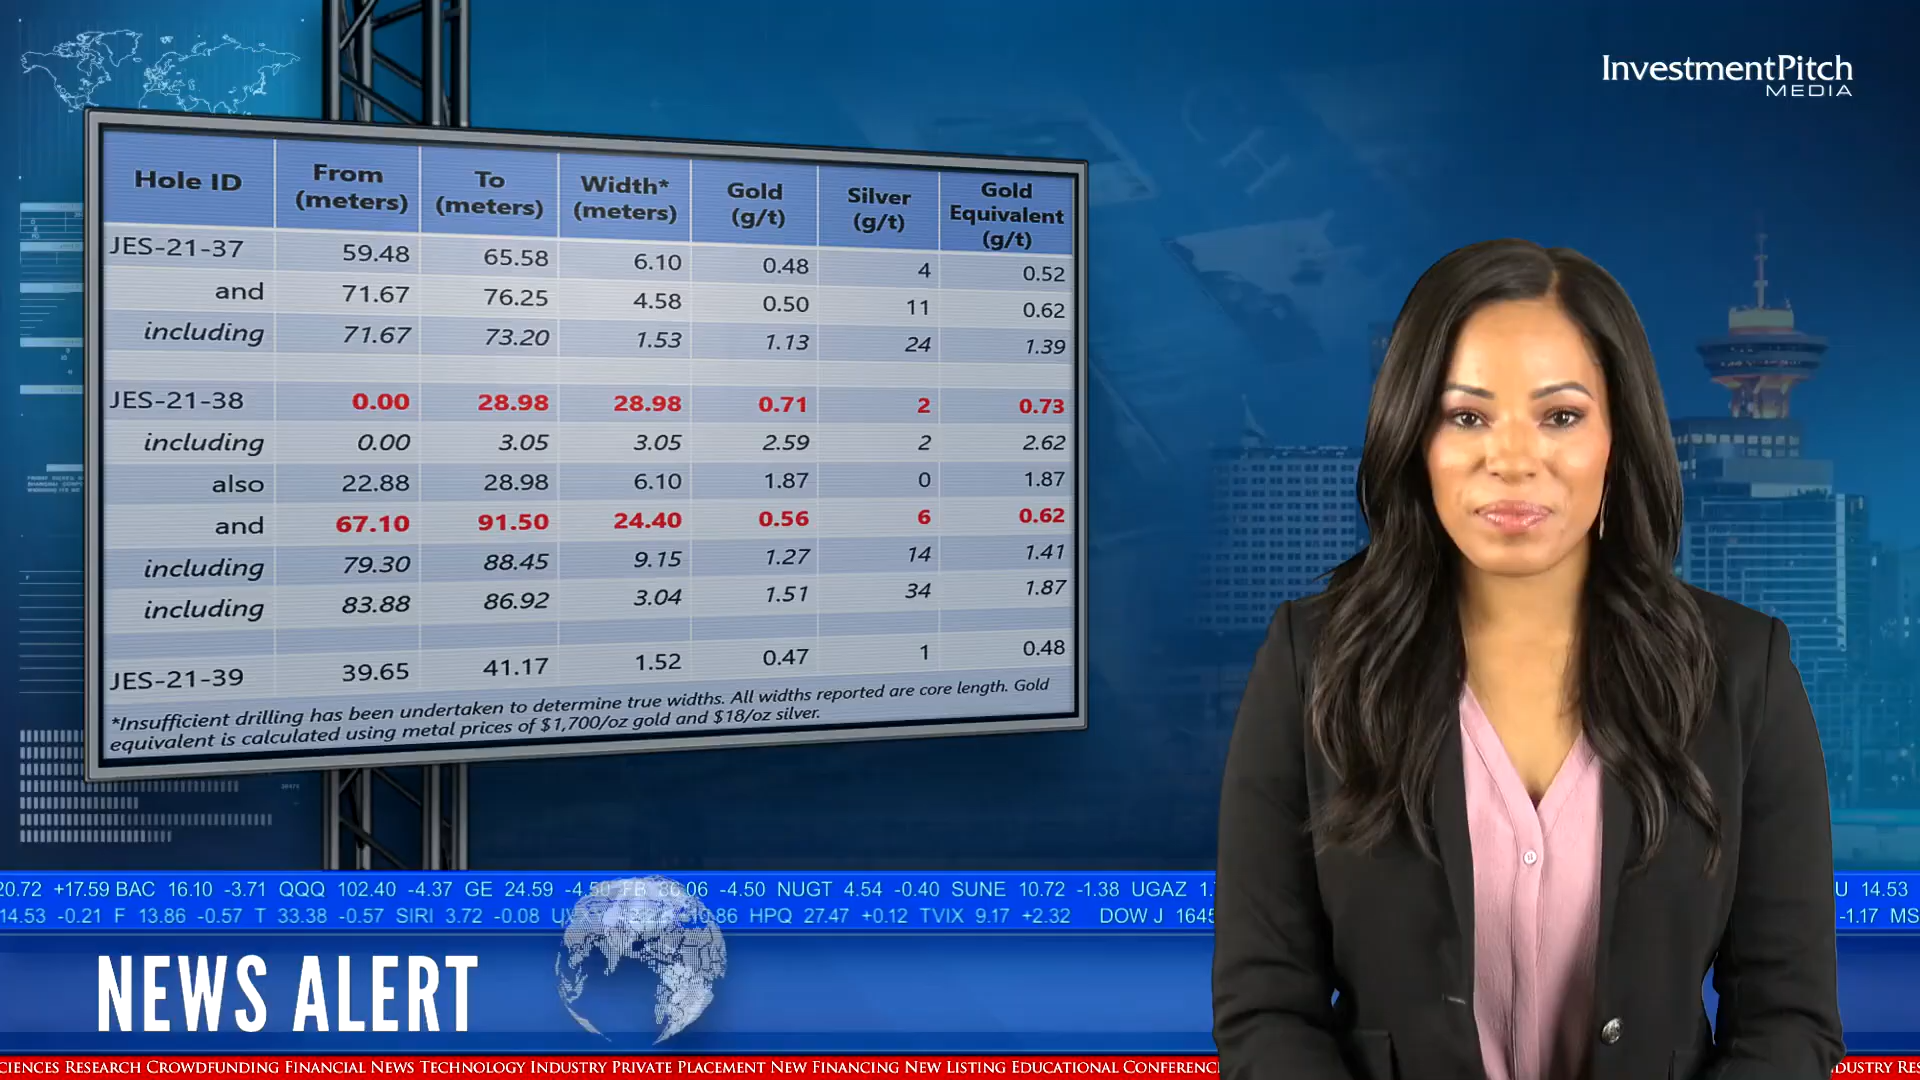 InvestmentPitch
MEDIA
Hole ID From (meters) To (meters) Width* (meters) Gold (g/t) Silver (g/t) Gold Equivalent (g/t)
JES-21-37 59.48 65.58 6.10 0.48 4 0.52
and 71.67 76.25 4.58 0.50 11 0.62
including 71.67 73.20 1.53 1.13 24 1.39
JES-21-38 0.00 28.98 28.98 0.71 2 0.73
including 0.00 3.05 3.05 2.59 2 2.62
also 22.88 28.98 6.10 1.87 0 1.87
and 67.10 91.50 24.40 0.56 6 0.62
including 79.30 88.45 9.15 1.27 14 1.41
including 83.88 86.92 3.04 1.51 34 1.87
JES-21-39 39.65 41.17 1.52 0.47 1 0.48
*Insufficient drilling has been undertaken to determine true widths. All widths reported are core length. Gold
equivalent is calculated using metal prices of $1,700/oz gold and $18/oz silver.
20.72 +17.59 BAC 16.10 -3.71 QQQ 102.40 -4.37 GE 24.59 -4.50 FB 86.06 -4.50 NUGT 4.54 -0.40 SUNE 10.72 -1.38 UGAZ 1. U 14.53
14.53 -0.21 F 13.86 -0.57 T 33.38 -0.57 SIRI 3.72 -0.08 HPQ 27.47 +0.12 TVIX 9.17 +2.32 DOW J 1645 -1.17 MS
NEWS ALERT
CIENCES RESEARCH CROWDFUNDING FINANCIAL NEWS TECHNOLOGY INDUSTRY PRIVATE PLACEMENT NEW FINANCING NEW LISTING EDUCATIONAL CONFERENC DUSTRY RES